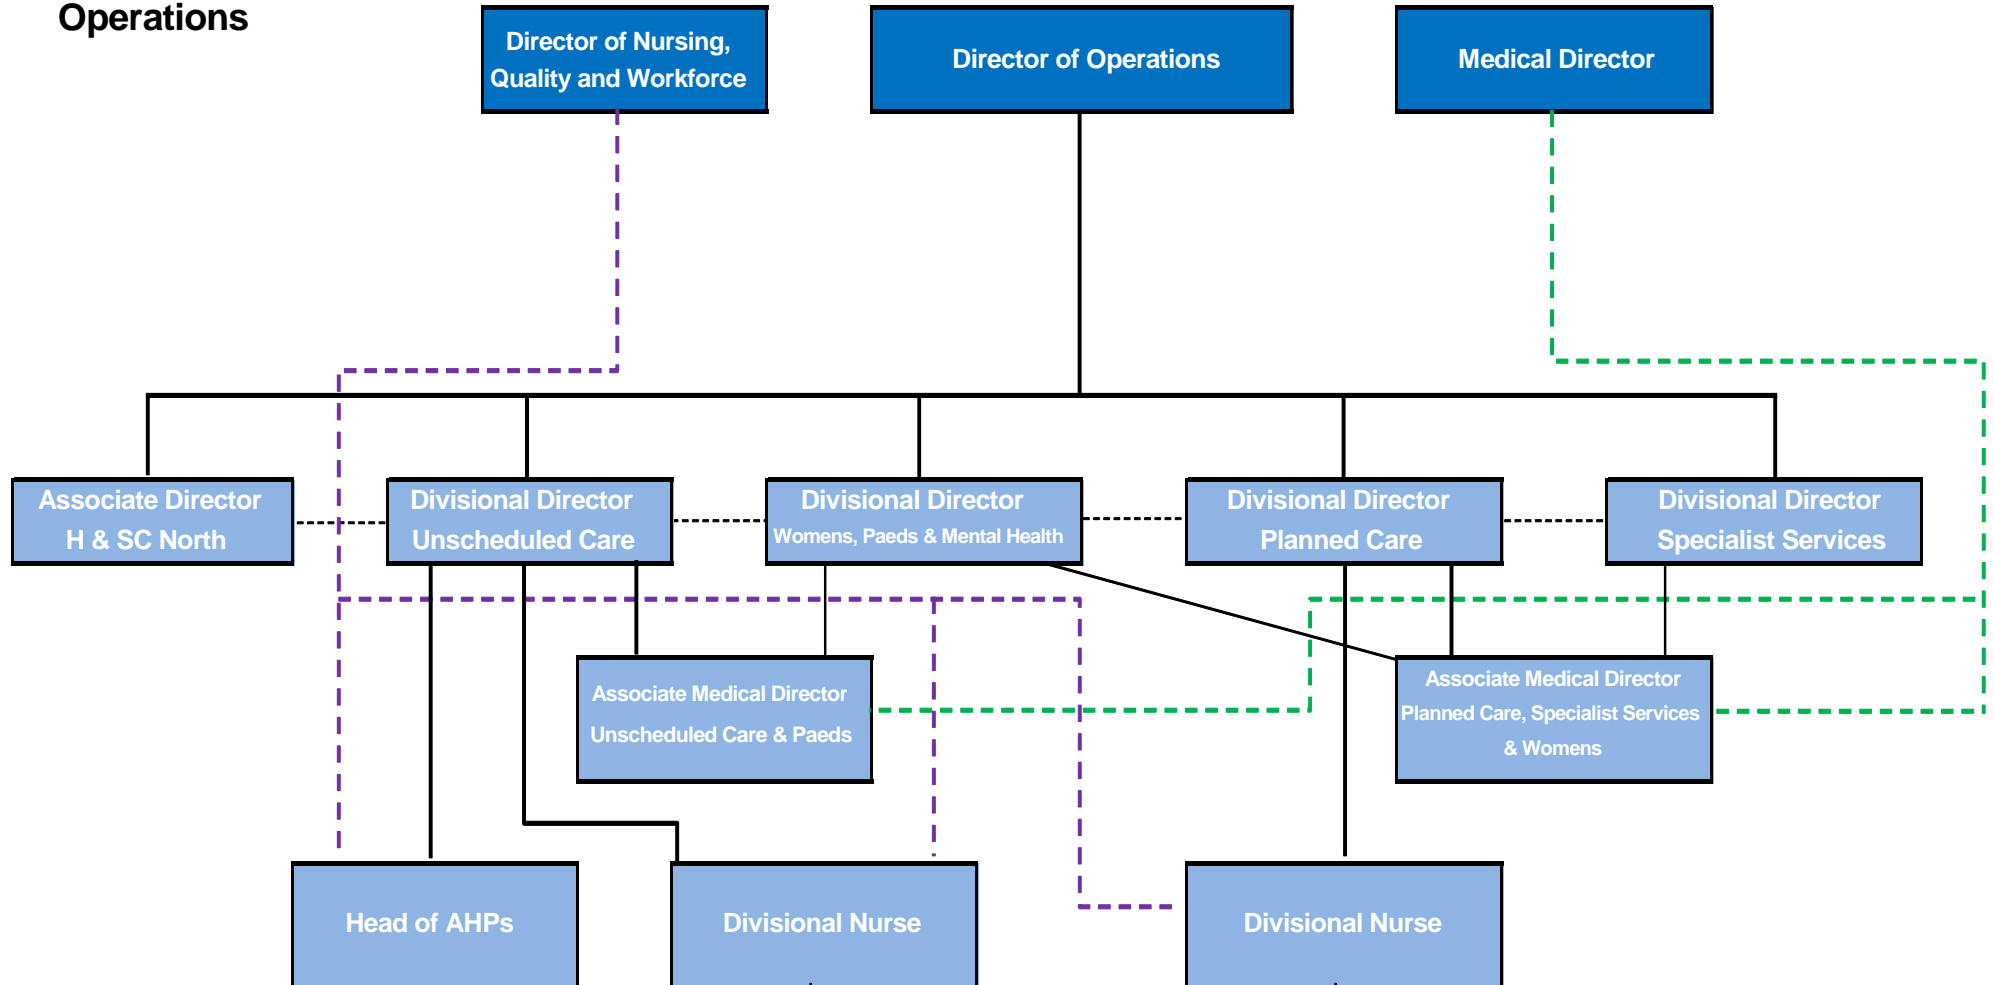 Operations
Director of Nursing,
Quality and Workforce
Director of Operations
Medical Director
Associate Director
H & SC North
Divisional Director
Unscheduled Care
Divisional Director
Womens, Paeds & Mental Health
Divisional Director
Planned Care
Divisional Director
Specialist Services
Associate Medical Director
Unscheduled Care & Paeds
Associate Medical Director
Planned Care, Specialist Services
& Womens
Head of AHPs
Divisional Nurse
Divisional Nurse